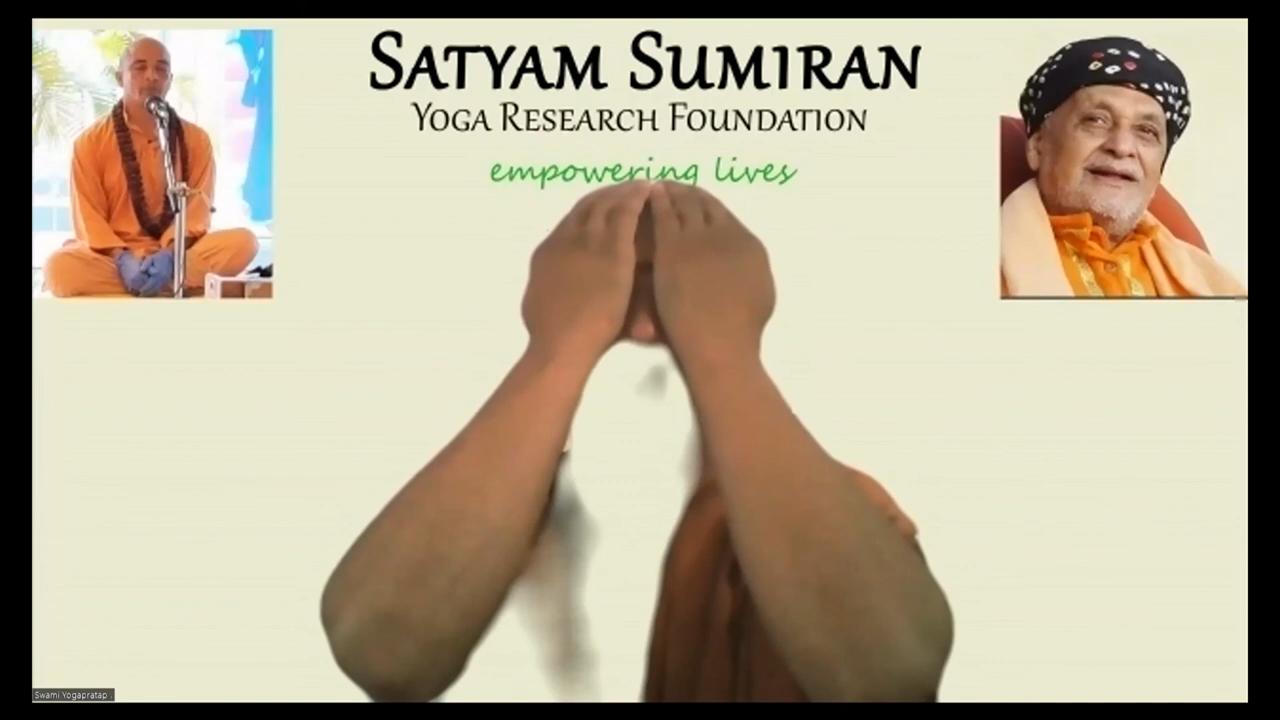 SATYAM SUMIRAN
YOGA RESEARCH FOUNDATION
empowering lives
Swami Yogapratap .